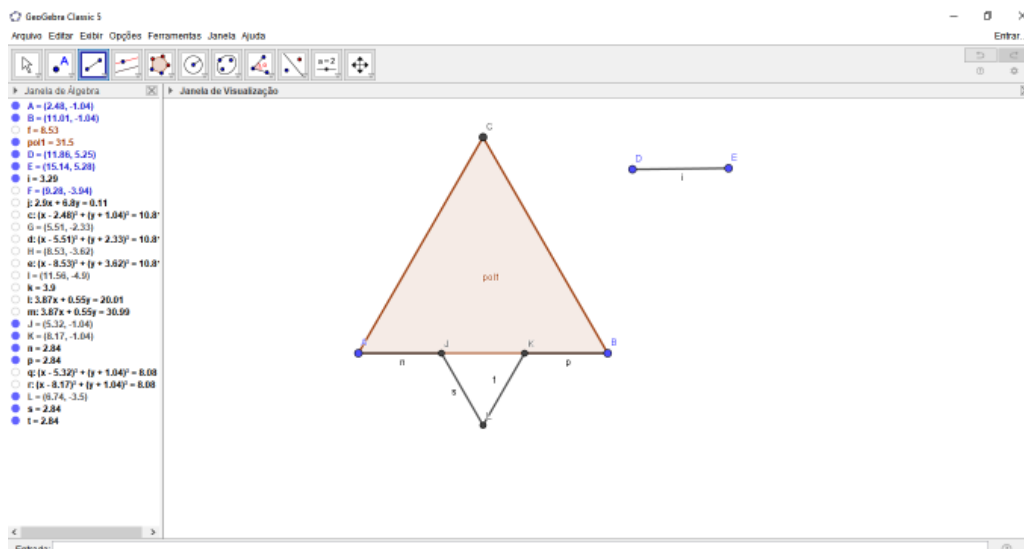 GeoGebra Classic 5
Arquivo Editar Exibir Opções Ferramentas Janela Ajuda
Entrar...
A
a=2
Janela de Álgebra
Janela de Visualização
A = (2.48, -1.04)
B = (11.01, -1.04)
f = 8.53
pol1 = 31.5
D = (11.86, 5.25)
E = (15.14, 5.28)
i = 3.29
F = (9.28, -3.94)
j: 2.9x + 6.8y = 0.11
c: (x - 2.48)² + (y + 1.04)² = 10.8
G = (5.51, -2.33)
d: (x - 5.51)² + (y + 2.33)² = 10.8
H = (8.53, -3.62)
e: (x - 8.53)² + (y + 3.62)² = 10.8
I = (11.56, -4.9)
k = 3.9
l: 3.87x + 0.55y = 20.01
m: 3.87x + 0.55y = 30.99
J = (5.32, -1.04)
K = (8.17, -1.04)
n = 2.84
p = 2.84
q: (x - 5.32)² + (y + 1.04)² = 8.08
r: (x - 8.17)² + (y + 1.04)² = 8.08
L = (6.74, -3.5)
s = 2.84
t = 2.84
C
D
E
i
pol1
J
K
B
n
p
t
s
Entrada: